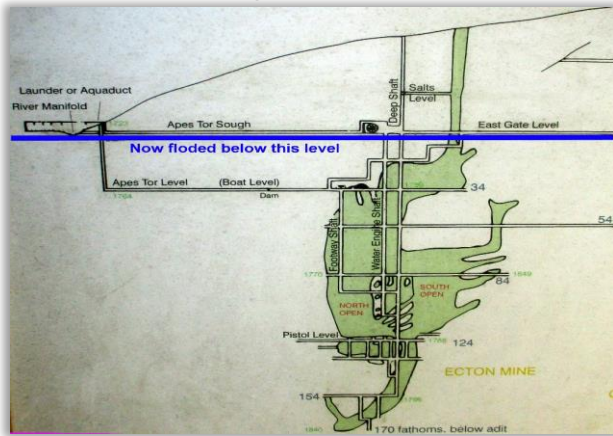 Launder or Aquaduct
River Manifold
1723
Apes Tor Sough
Deep Shaft
Salts
Level
East Gate Level
Now floded below this level
Apes Tor Level (Boat Level)
34
Dam
Footway Shaft
Water Engine Shaft
54
84
SOUTH
OPEN
NORTH
OPEN
Pistol Level
124
ECTON MINE
154
170 fathoms. below adit